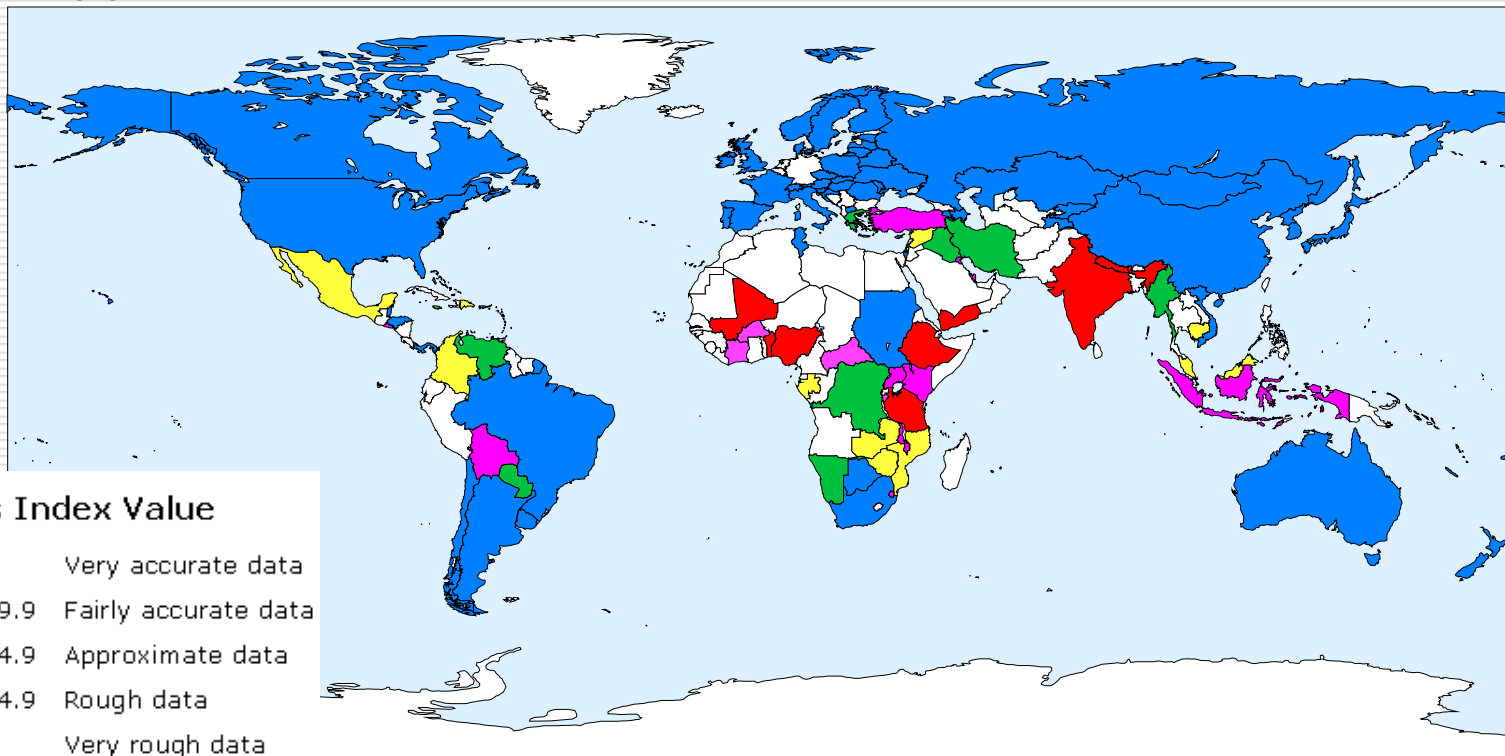 Index Value
Very accurate data
9.9 Fairly accurate data
4.9 Approximate data
4.9 Rough data
Very rough data